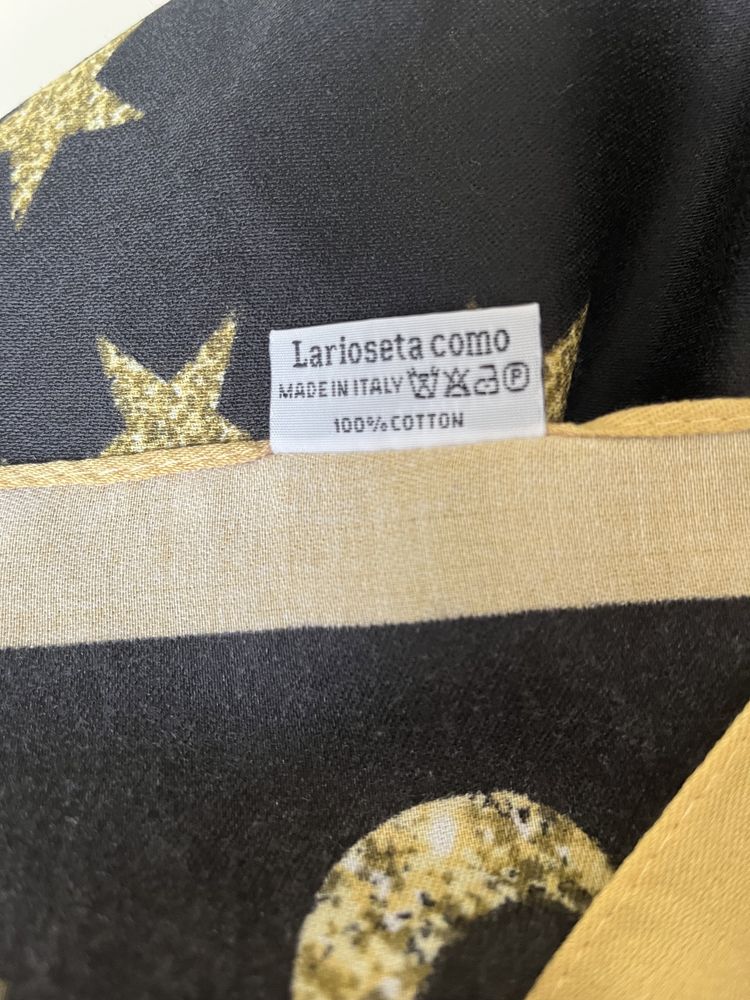 Larioseta como
MADE IN ITALY P
100% COTTON